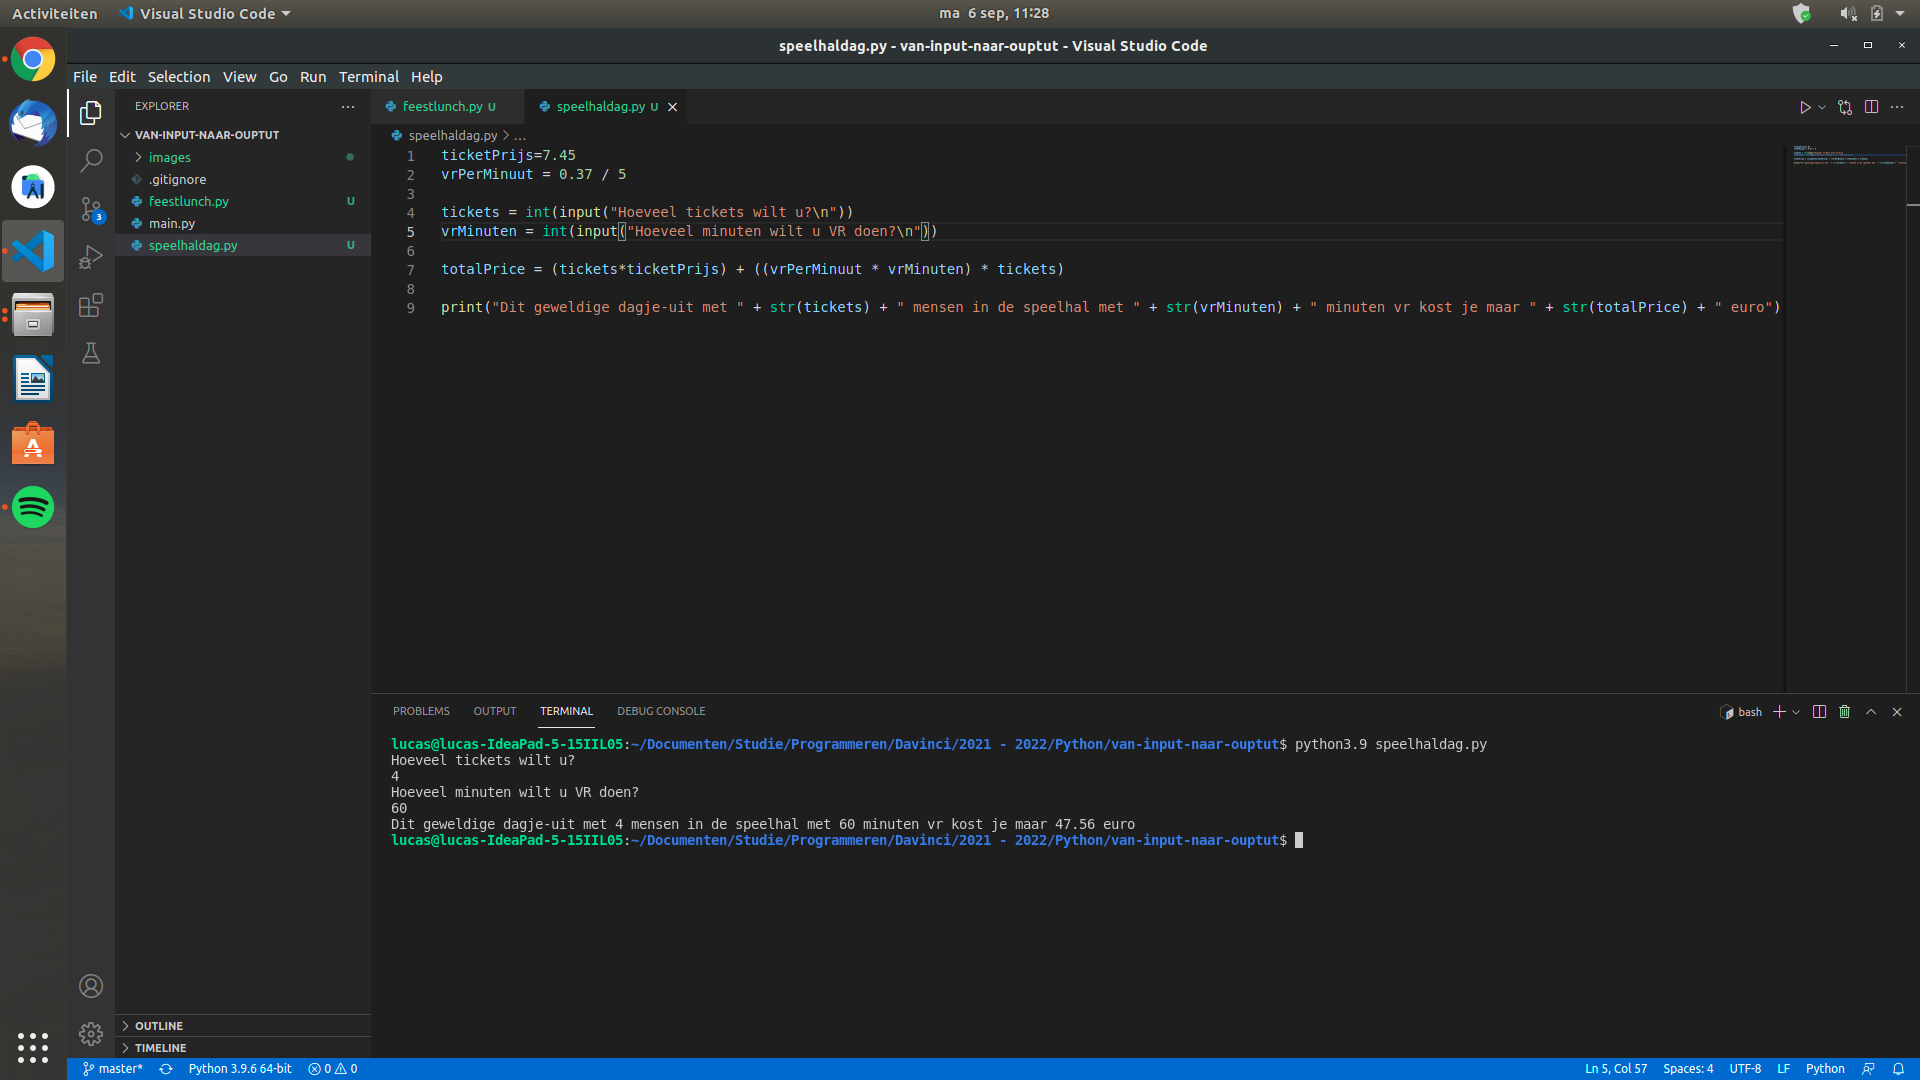 Activiteiten
Visual Studio Code
ma 6 sep, 11:28
speelhaldag.py - van-input-naar-ouptut - Visual Studio Code
File Edit Selection View Go Run Terminal Help
EXPLORER
VAN-INPUT-NAAR-OUPTUT
images
.gitignore
feestlunch.py U
main.py
speelhaldag.py U
3
OUTLINE
TIMELINE
feestlunch.py U
speelhaldag.py U
speelhaldag.py > ...
1 ticketPrijs=7.45
2 vrPerMinuut = 0.37 / 5
3
4 tickets = int(input("Hoeveel tickets wilt u?\n"))
5 vrMinuten = int(input("Hoeveel minuten wilt u VR doen?\n"))
6
7 totalPrice = (tickets*ticketPrijs) + ((vrPerMinuut * vrMinuten) * tickets)
8
9 print("Dit geweldige dagje-uit met " + str(tickets) + " mensen in de speelhal met " + str(vrMinuten) + " minuten vr kost je maar " + str(totalPrice) + " euro")
PROBLEMS OUTPUT TERMINAL DEBUG CONSOLE
bash
lucas@lucas-IdeaPad-5-15IIL05:~/Documenten/Studie/Programmeren/Davinci/2021 - 2022/Python/van-input-naar-ouptut$ python3.9 speelhaldag.py
Hoeveel tickets wilt u?
4
Hoeveel minuten wilt u VR doen?
60
Dit geweldige dagje-uit met 4 mensen in de speelhal met 60 minuten vr kost je maar 47.56 euro
lucas@lucas-IdeaPad-5-15IIL05:~/Documenten/Studie/Programmeren/Davinci/2021 - 2022/Python/van-input-naar-ouptut$
master* Python 3.9.6 64-bit 0 0
Ln 5, Col 57 Spaces: 4 UTF-8 LF Python